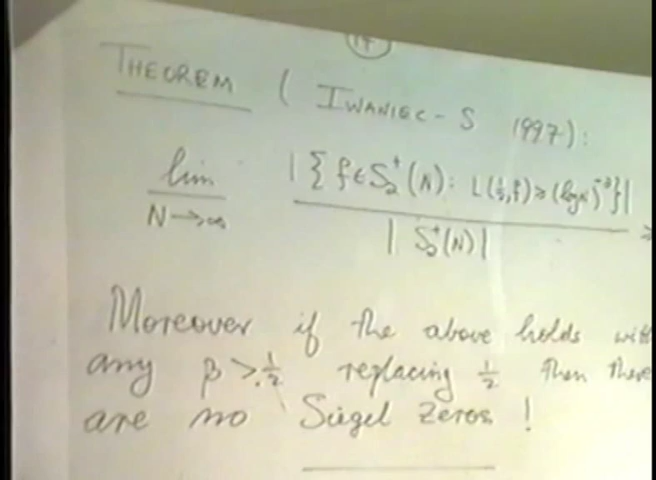 14
THEOREM ( IWANIEC - S 1997):
lim |{f∈S₂⁺(N): L(½,f) ≥ (log N)⁻²}|
N→∞ |S₂⁺(N)| ≥
Moreover if the above holds with
any β > ½ replacing ½ then there
are no Siegel zeros!